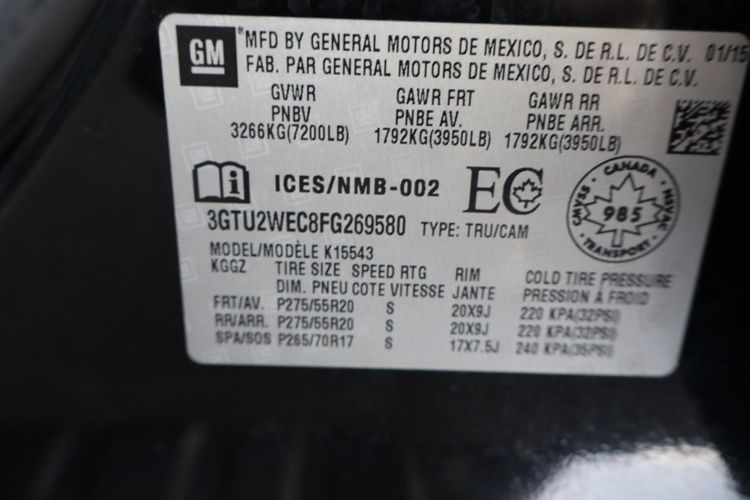 GM
*MFD BY GENERAL MOTORS DE MEXICO, S. DE R.L. DE C.V. 01/15
FAB. PAR GENERAL MOTORS DE MEXICO, S. DE R.L. DE C.V.
GVWR GAWR FRT GAWR RR
PNBV PNBE AV. PNBE ARR.
3266KG(7200LB) 1792KG(3950LB) 1792KG(3950LB)
i ICES/NMB-002 EC
CANADA
CMVSS 985 NSVAC
TRANSPORT
3GTU2WEC8FG269580 TYPE: TRU/CAM
MODEL/MODÈLE K15543
KGGZ TIRE SIZE SPEED RTG RIM COLD TIRE PRESSURE
DIM. PNEU COTE VITESSE JANTE PRESSION A FROID
FRT/AV. P275/55R20 S 20X9J 220 KPA(32PSI)
RR/ARR. P275/55R20 S 20X9J 220 KPA(32PSI)
SPA/SOS P265/70R17 S 17X7.5J 240 KPA(35PSI)